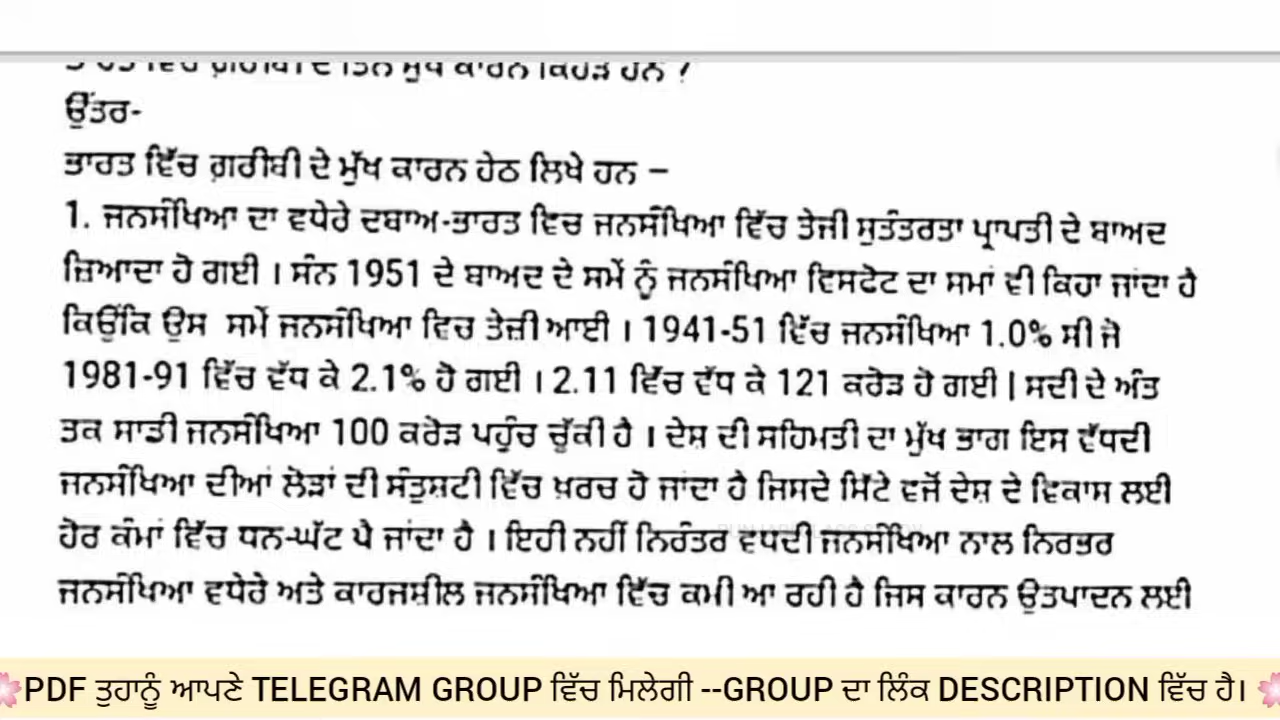 ਭਾਰਤ ਵਿੱਚ ਗ਼ਰੀਬੀ ਦੇ ਤਿੰਨ ਮੁੱਖ ਕਾਰਨ ਕਿਹੜੇ ਹਨ ?
ਉੱਤਰ-
ਭਾਰਤ ਵਿੱਚ ਗ਼ਰੀਬੀ ਦੇ ਮੁੱਖ ਕਾਰਨ ਹੇਠ ਲਿਖੇ ਹਨ –
1. ਜਨਸੰਖਿਆ ਦਾ ਵਧੇਰੇ ਦਬਾਅ-ਭਾਰਤ ਵਿਚ ਜਨਸੰਖਿਆ ਵਿੱਚ ਤੇਜੀ ਸੁਤੰਤਰਤਾ ਪ੍ਰਾਪਤੀ ਦੇ ਬਾਅਦ
ਜ਼ਿਆਦਾ ਹੋ ਗਈ । ਸੰਨ 1951 ਦੇ ਬਾਅਦ ਦੇ ਸਮੇਂ ਨੂੰ ਜਨਸੰਖਿਆ ਵਿਸਫੋਟ ਦਾ ਸਮਾਂ ਵੀ ਕਿਹਾ ਜਾਂਦਾ ਹੈ
ਕਿਉਂਕਿ ਉਸ ਸਮੇਂ ਜਨਸੰਖਿਆ ਵਿਚ ਤੇਜ਼ੀ ਆਈ । 1941-51 ਵਿੱਚ ਜਨਸੰਖਿਆ 1.0% ਸੀ ਜੋ
1981-91 ਵਿੱਚ ਵੱਧ ਕੇ 2.1% ਹੋ ਗਈ । 2.11 ਵਿੱਚ ਵੱਧ ਕੇ 121 ਕਰੋੜ ਹੋ ਗਈ | ਸਦੀ ਦੇ ਅੰਤ
ਤਕ ਸਾਡੀ ਜਨਸੰਖਿਆ 100 ਕਰੋੜ ਪਹੁੰਚ ਚੁੱਕੀ ਹੈ । ਦੇਸ਼ ਦੀ ਸਹਿਮਤੀ ਦਾ ਮੁੱਖ ਭਾਗ ਇਸ ਵੱਧਦੀ
ਜਨਸੰਖਿਆ ਦੀਆਂ ਲੋੜਾਂ ਦੀ ਸੰਤੁਸ਼ਟੀ ਵਿੱਚ ਖ਼ਰਚ ਹੋ ਜਾਂਦਾ ਹੈ ਜਿਸਦੇ ਸਿੱਟੇ ਵਜੋਂ ਦੇਸ਼ ਦੇ ਵਿਕਾਸ ਲਈ
ਹੋਰ ਕੰਮਾਂ ਵਿੱਚ ਧਨ-ਘੱਟ ਪੈ ਜਾਂਦਾ ਹੈ । ਇਹੀ ਨਹੀਂ ਨਿਰੰਤਰ ਵਧਦੀ ਜਨਸੰਖਿਆ ਨਾਲ ਨਿਰਭਰ
ਜਨਸੰਖਿਆ ਵਧੇਰੇ ਅਤੇ ਕਾਰਜਸ਼ੀਲ ਜਨਸੰਖਿਆ ਵਿੱਚ ਕਮੀ ਆ ਰਹੀ ਹੈ ਜਿਸ ਕਾਰਨ ਉਤਪਾਦਨ ਲਈ
PDF ਤੁਹਾਨੂੰ ਆਪਣੇ TELEGRAM GROUP ਵਿੱਚ ਮਿਲੇਗੀ --GROUP ਦਾ ਲਿੰਕ DESCRIPTION ਵਿੱਚ ਹੈ।